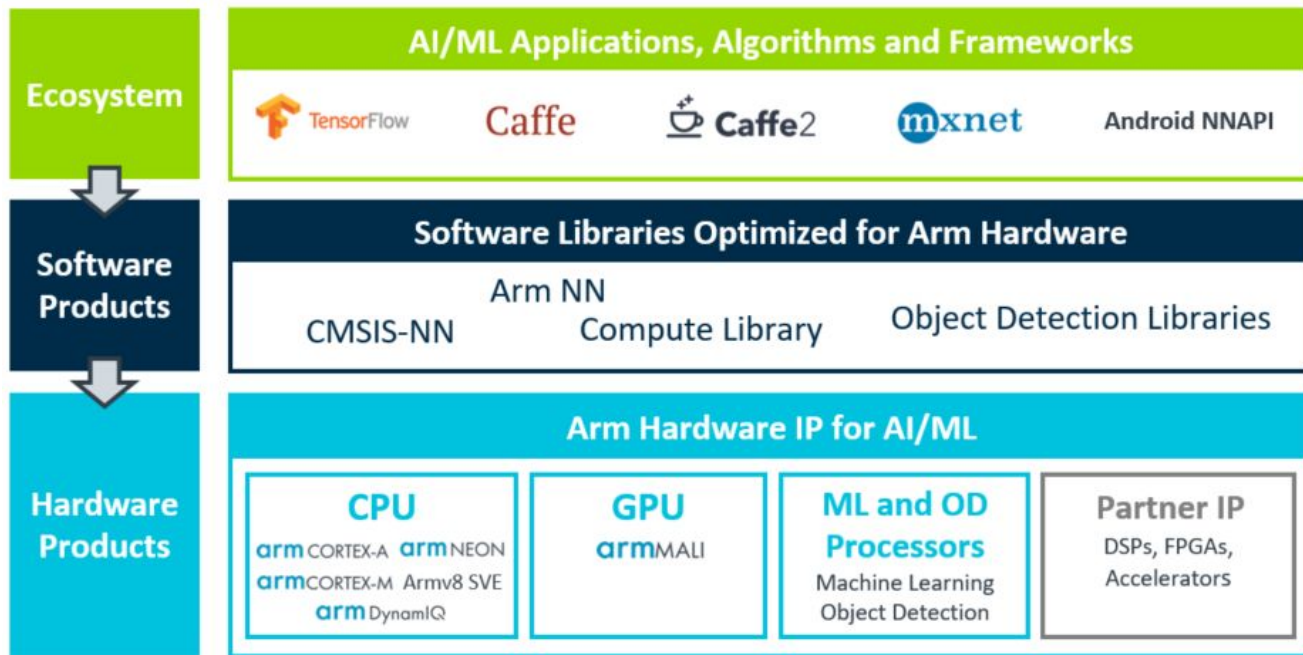 Ecosystem
AI/ML Applications, Algorithms and Frameworks
TensorFlow
Caffe
Caffe2
mxnet
Android NNAPI
Software
Products
Software Libraries Optimized for Arm Hardware
Arm NN
CMSIS-NN
Compute Library
Object Detection Libraries
Hardware
Products
Arm Hardware IP for AI/ML
CPU
arm CORTEX-A arm NEON
arm CORTEX-M Armv8 SVE
arm DynamIQ
GPU
arm MALI
ML and OD
Processors
Machine Learning
Object Detection
Partner IP
DSPs, FPGAs,
Accelerators